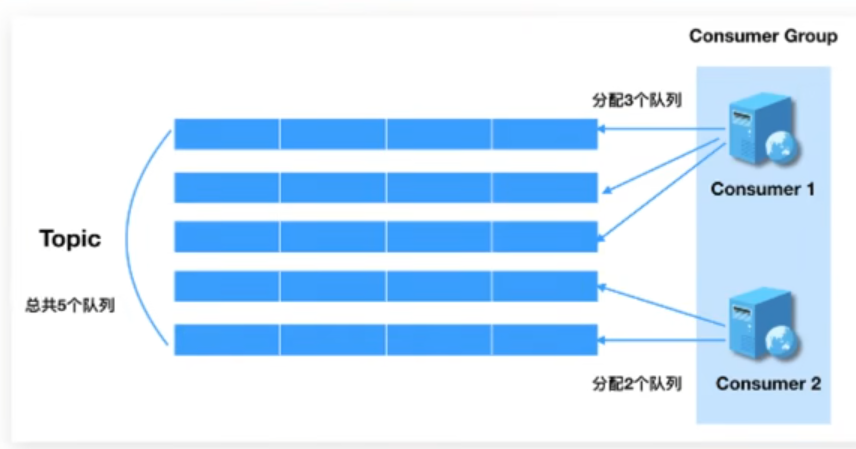 Consumer Group
分配3个队列
Consumer 1
Topic
总共5个队列
分配2个队列
Consumer 2